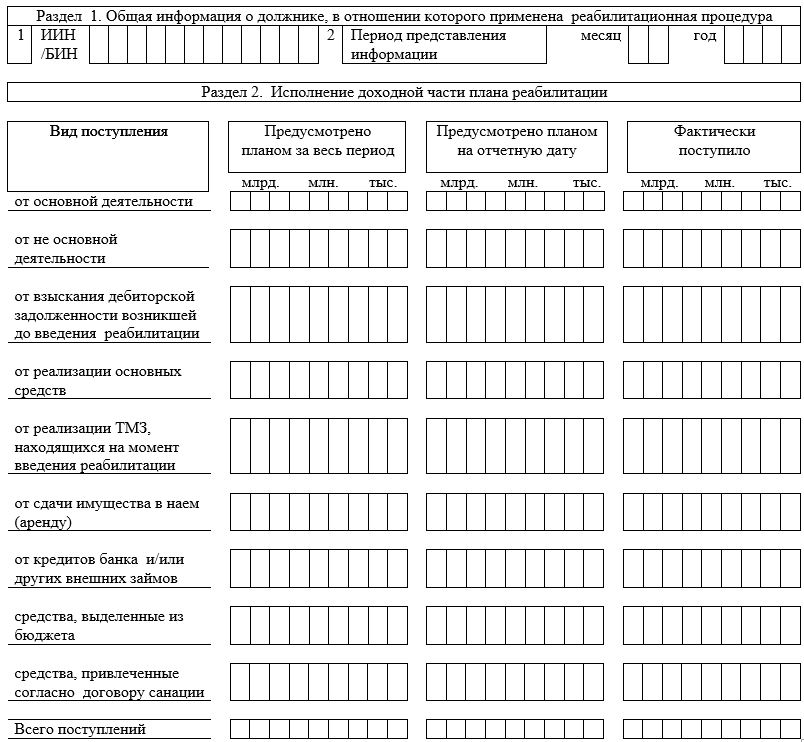 Раздел 1. Общая информация о должнике, в отношении которого применена реабилитационная процедура
1 ИИН /БИН 2 Период представления информации месяц год
Раздел 2. Исполнение доходной части плана реабилитации
Вид поступления
Предусмотрено
планом за весь период
Предусмотрено планом
на отчетную дату
Фактически
поступило
млрд. млн. тыс. млрд. млн. тыс. млрд. млн. тыс.
от основной деятельности
от не основной
деятельности
от взыскания дебиторской
задолженности возникшей
до введения реабилитации
от реализации основных
средств
от реализации ТМЗ,
находящихся на момент
введения реабилитации
от сдачи имущества в наем
(аренду)
от кредитов банка и/или
других внешних займов
средства, выделенные из
бюджета
средства, привлеченные
согласно договору санации
Всего поступлений